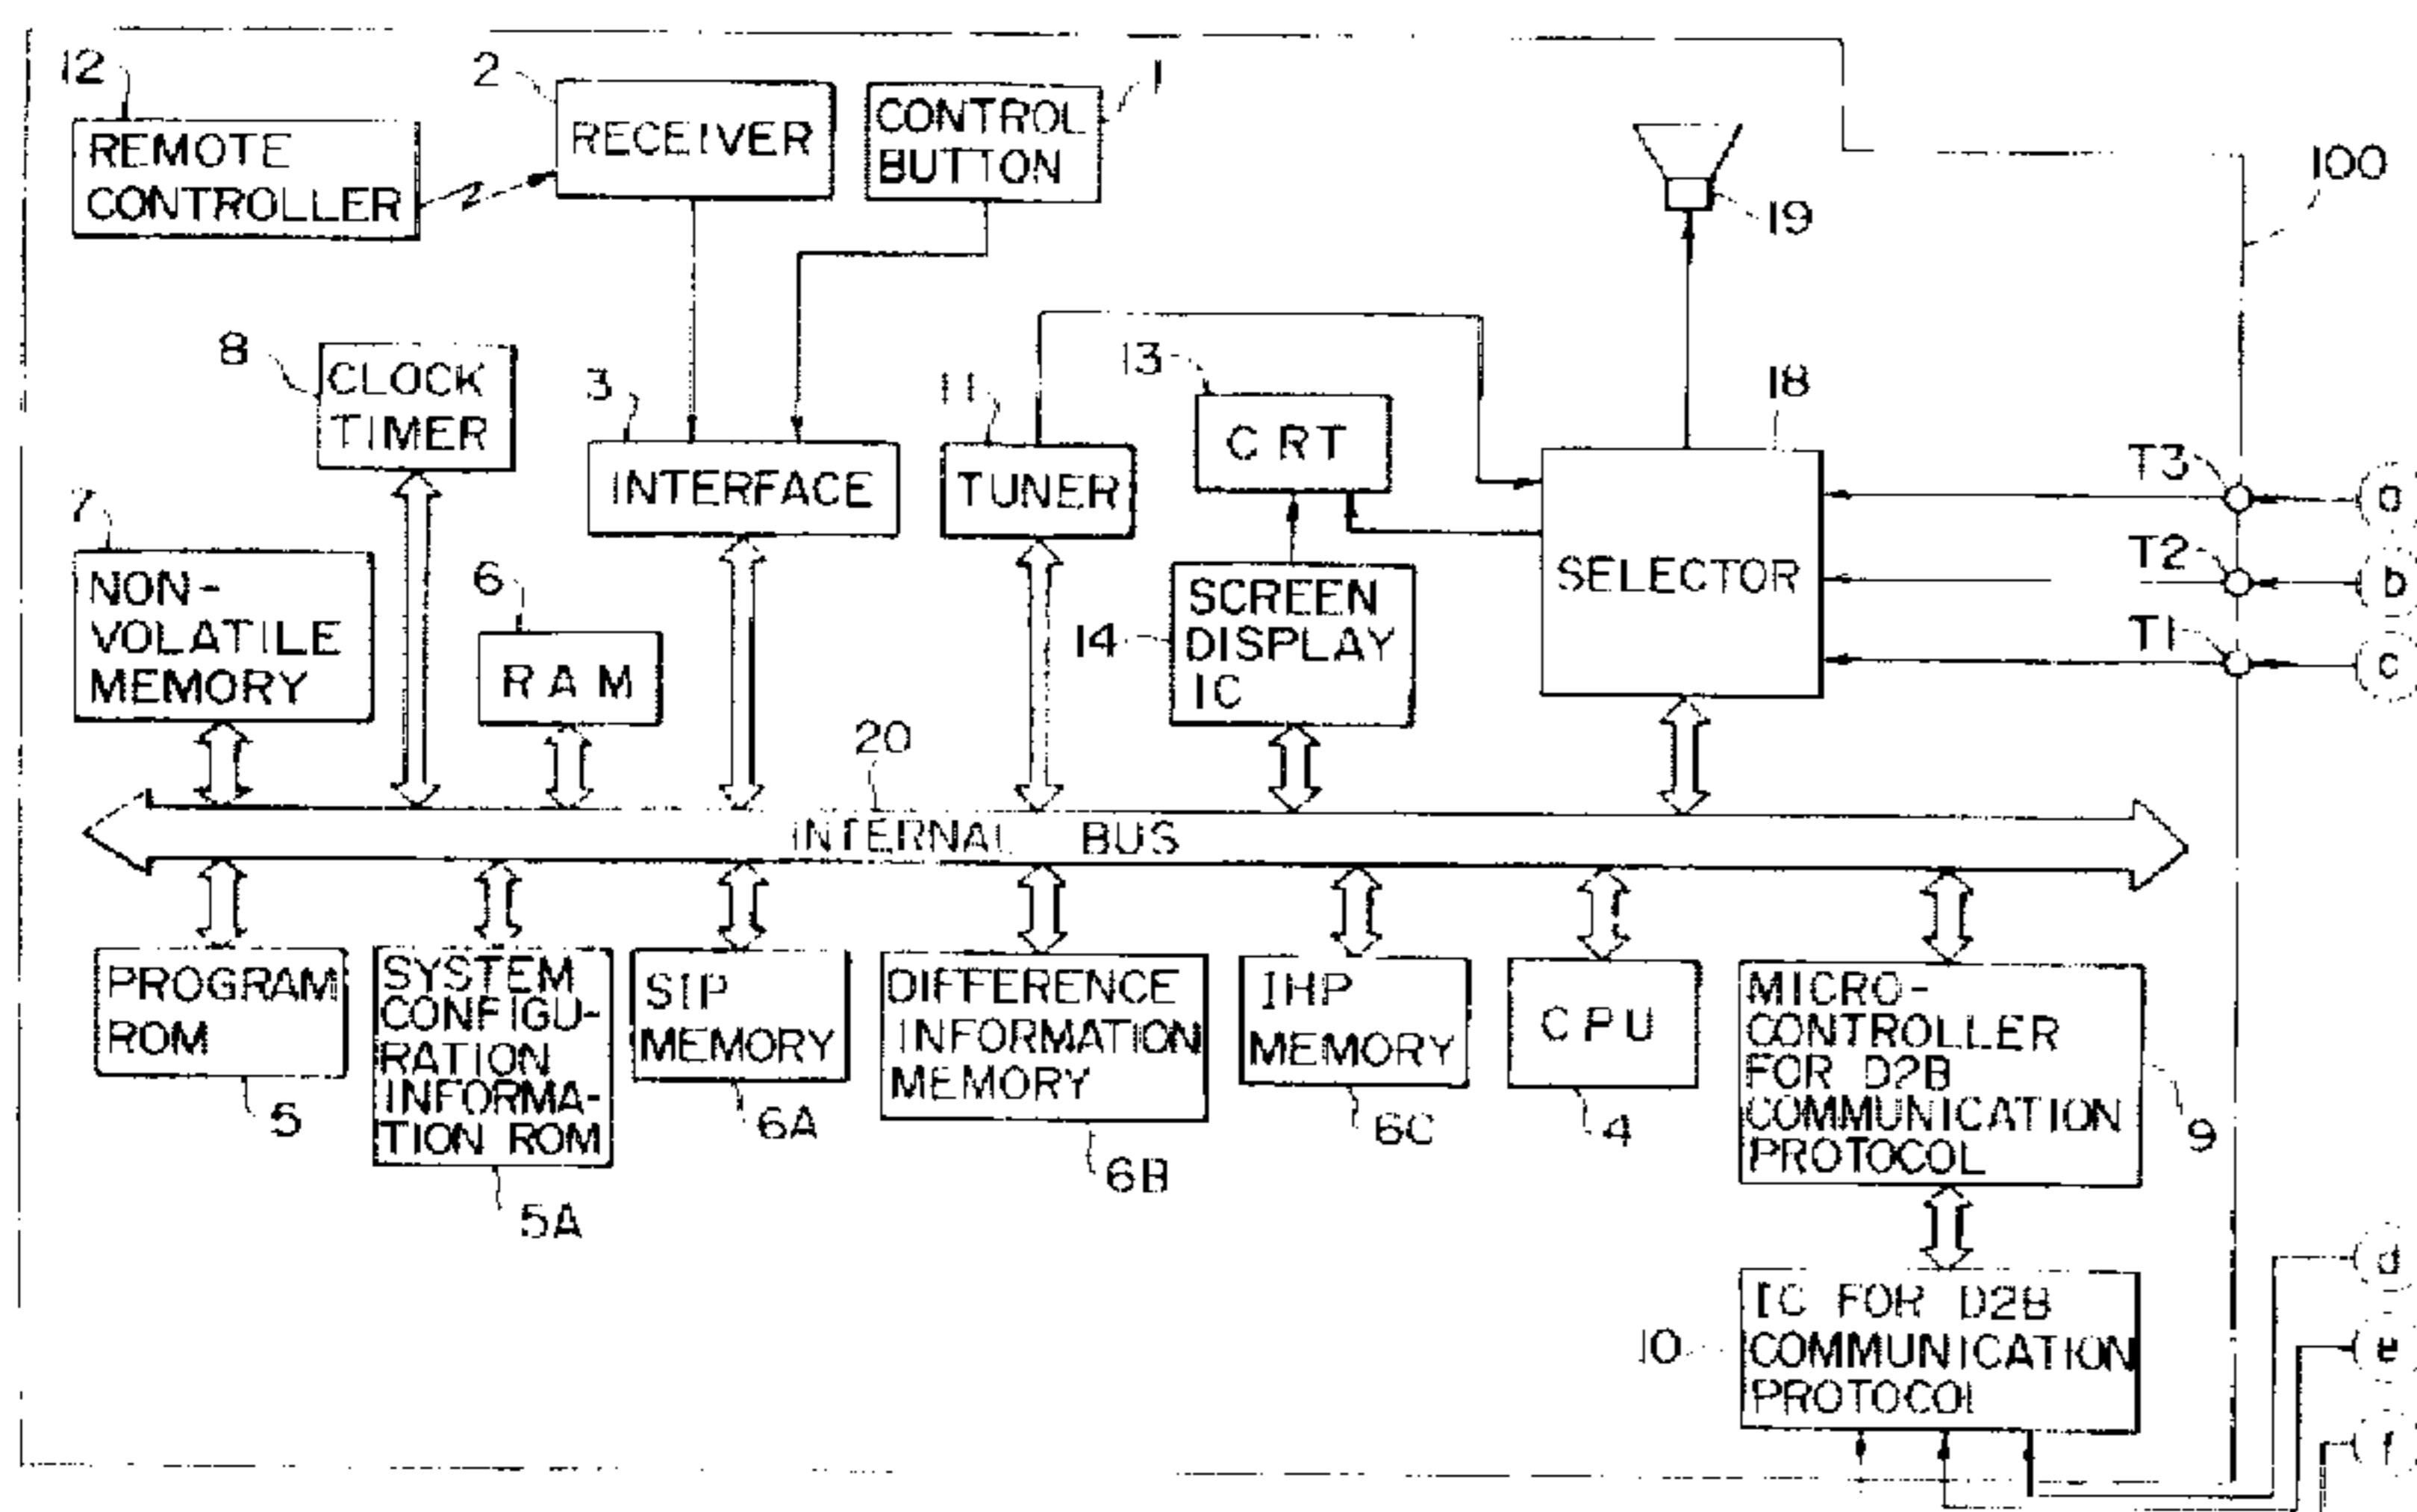 12
REMOTE
CONTROLLER
2
RECEIVER
1
CONTROL
BUTTON
19
100
8
CLOCK
TIMER
3
INTERFACE
11
TUNER
13
CRT
18
SELECTOR
T3
a
T2
b
T1
c
7
NON-
VOLATILE
MEMORY
6
RAM
14
SCREEN
DISPLAY
IC
20
INTERNAL BUS
PROGRAM
ROM
5
SYSTEM
CONFIGU-
RATION
INFORMA-
TION ROM
5A
SIP
MEMORY
6A
DIFFERENCE
INFORMATION
MEMORY
6B
IHP
MEMORY
6C
CPU
4
MICRO-
CONTROLLER
FOR D2B
COMMUNICATION
PROTOCOL
9
10
IC FOR D2B
COMMUNICATION
PROTOCOL
d
e
f